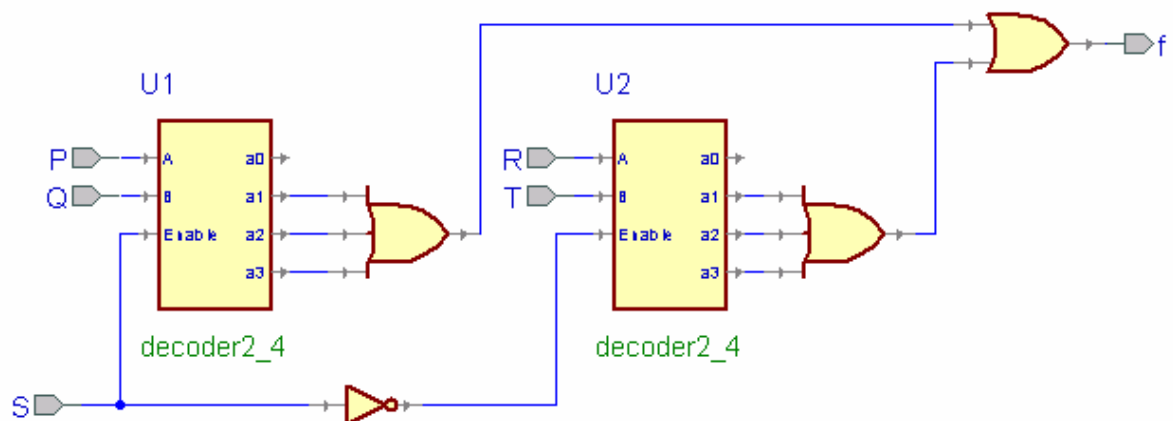 U1
U2
f
P
A
a0
R
A
a0
Q
B
a1
T
B
a1
Enable
a2
Enable
a2
a3
a3
decoder2_4
decoder2_4
S